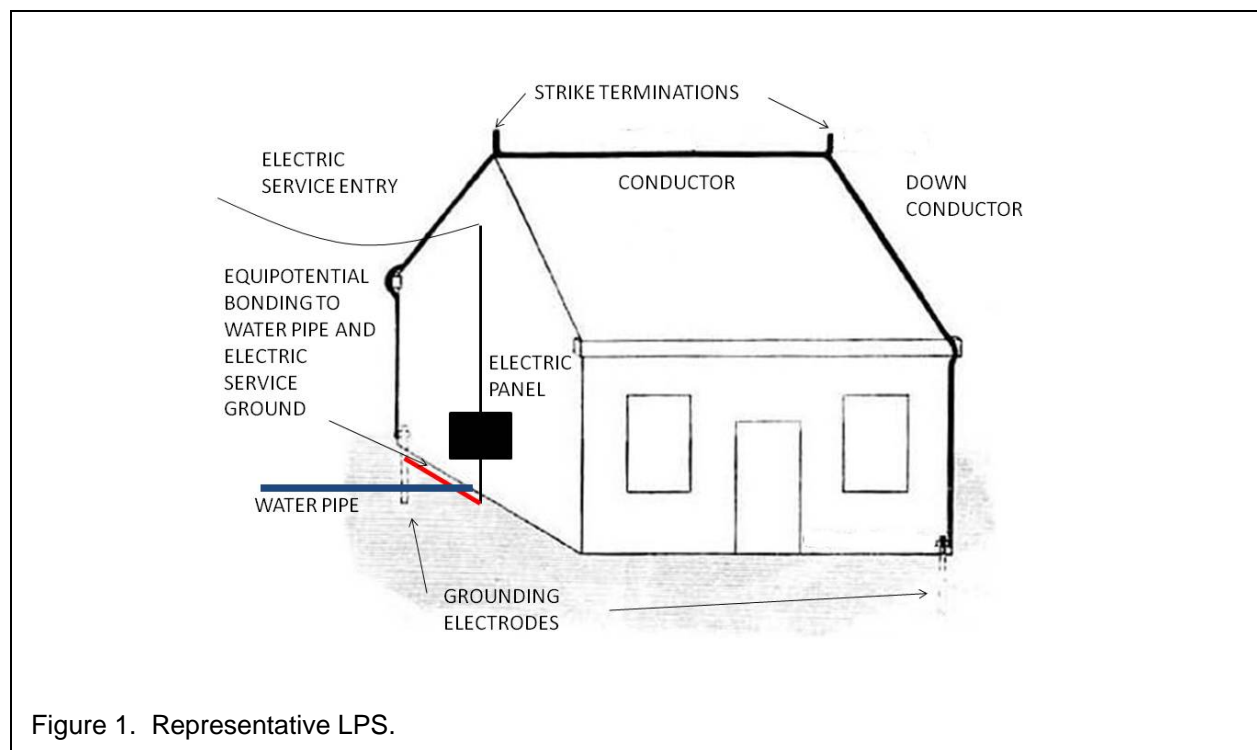 STRIKE TERMINATIONS
ELECTRIC
SERVICE ENTRY
CONDUCTOR
DOWN
CONDUCTOR
EQUIPOTENTIAL
BONDING TO
WATER PIPE AND
ELECTRIC
SERVICE
GROUND
ELECTRIC
PANEL
WATER PIPE
GROUNDING
ELECTRODES
Figure 1. Representative LPS.